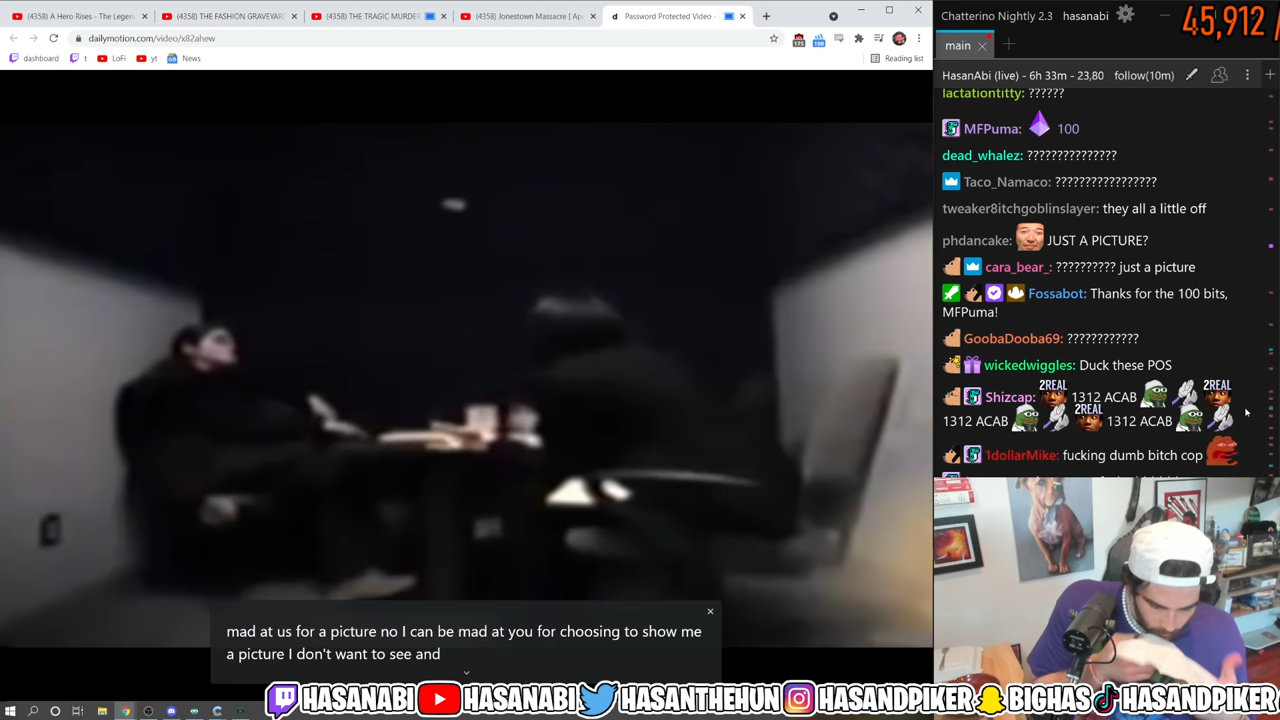 (4358) A Hero Rises - The Legen
(4358) THE FASHION GRAVEYAR
(4358) THE TRAGIC MURDER
(4358) Jonestown Massacre [ Ap
Password Protected Video -
dailymotion.com/video/x82ahew
175
100
dashboard
t
LoFi
yt
News
Reading list
Chatterino Nightly 2.3
hasanabi
45,912 /
main
HasanAbi (live) - 6h 33m - 23,80
follow(10m)
lactationtitty: ??????
MFPuma: 100
dead_whalez: ???????????????
Taco_Namaco: ?????????????????
tweaker8itchgoblinslayer: they all a little off
phdancake: JUST A PICTURE?
cara_bear_: ?????????? just a picture
Fossabot: Thanks for the 100 bits,
MFPuma!
GoobaDooba69: ????????????
wickedwiggles: Duck these POS
Shizcap: 2REAL 1312 ACAB 2REAL
1312 ACAB 2REAL 1312 ACAB
1dollarMike: fucking dumb bitch cop
mad at us for a picture no I can be mad at you for choosing to show me
a picture I don't want to see and
HASANABI HASANABI HASANTHEHUN HASANDPIKER BIGHAS HASANDPIKER